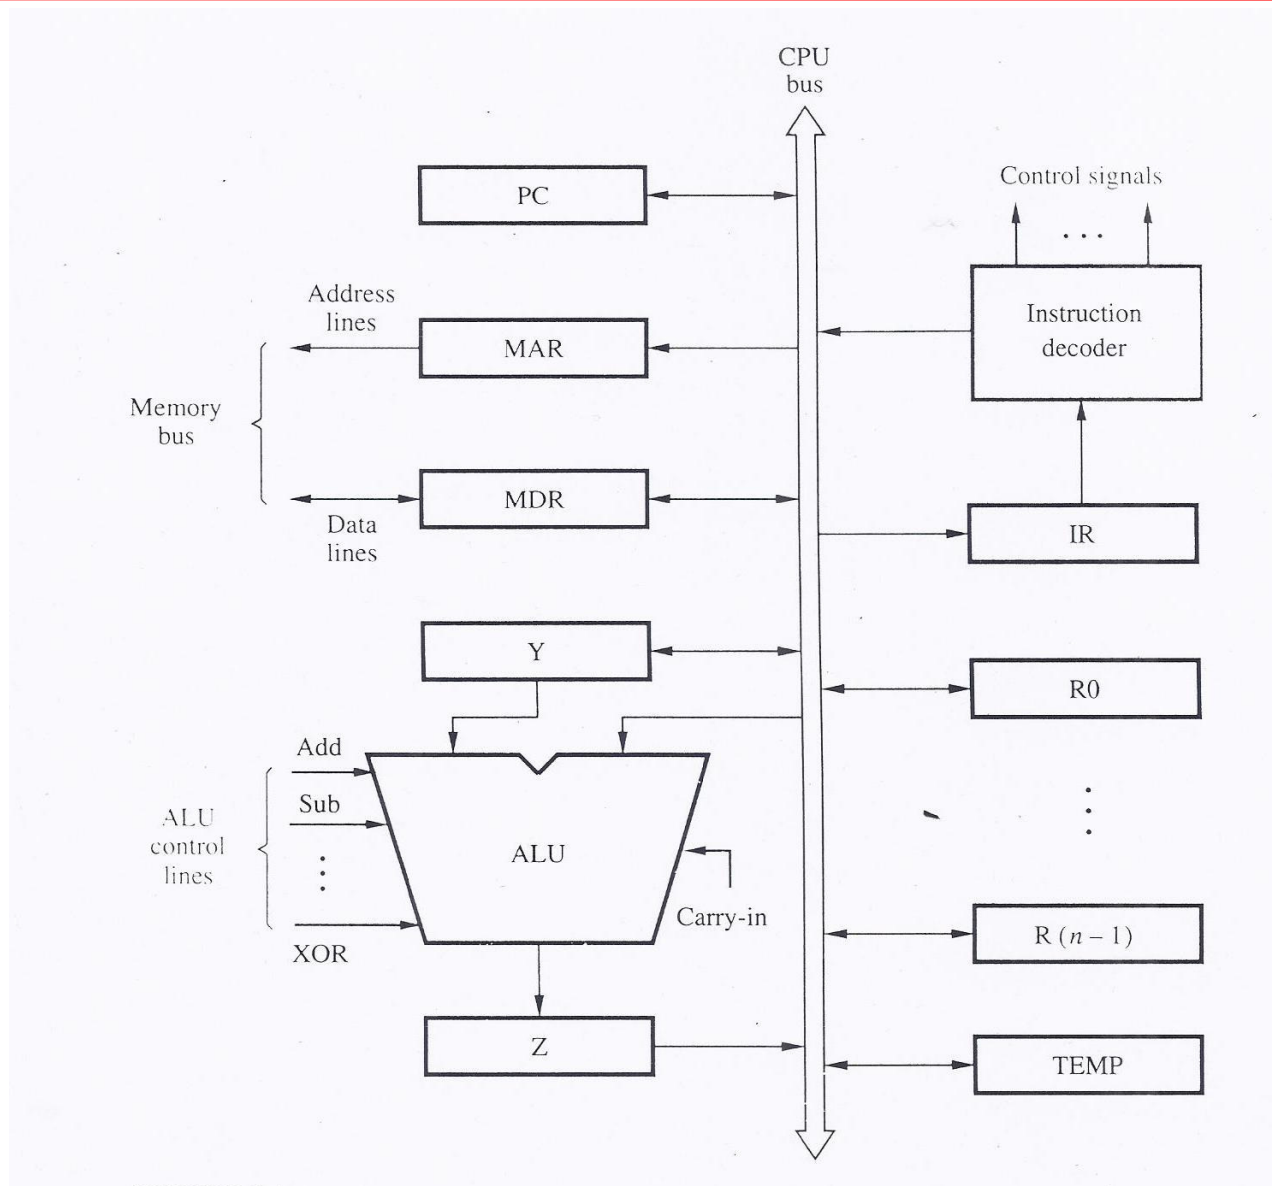 CPU
bus
Control signals
PC
Address
lines
Instruction
decoder
MAR
Memory
bus
MDR
Data
lines
IR
Y
R0
Add
Sub
ALU
control
lines
ALU
Carry-in
XOR
R (n – 1)
Z
TEMP